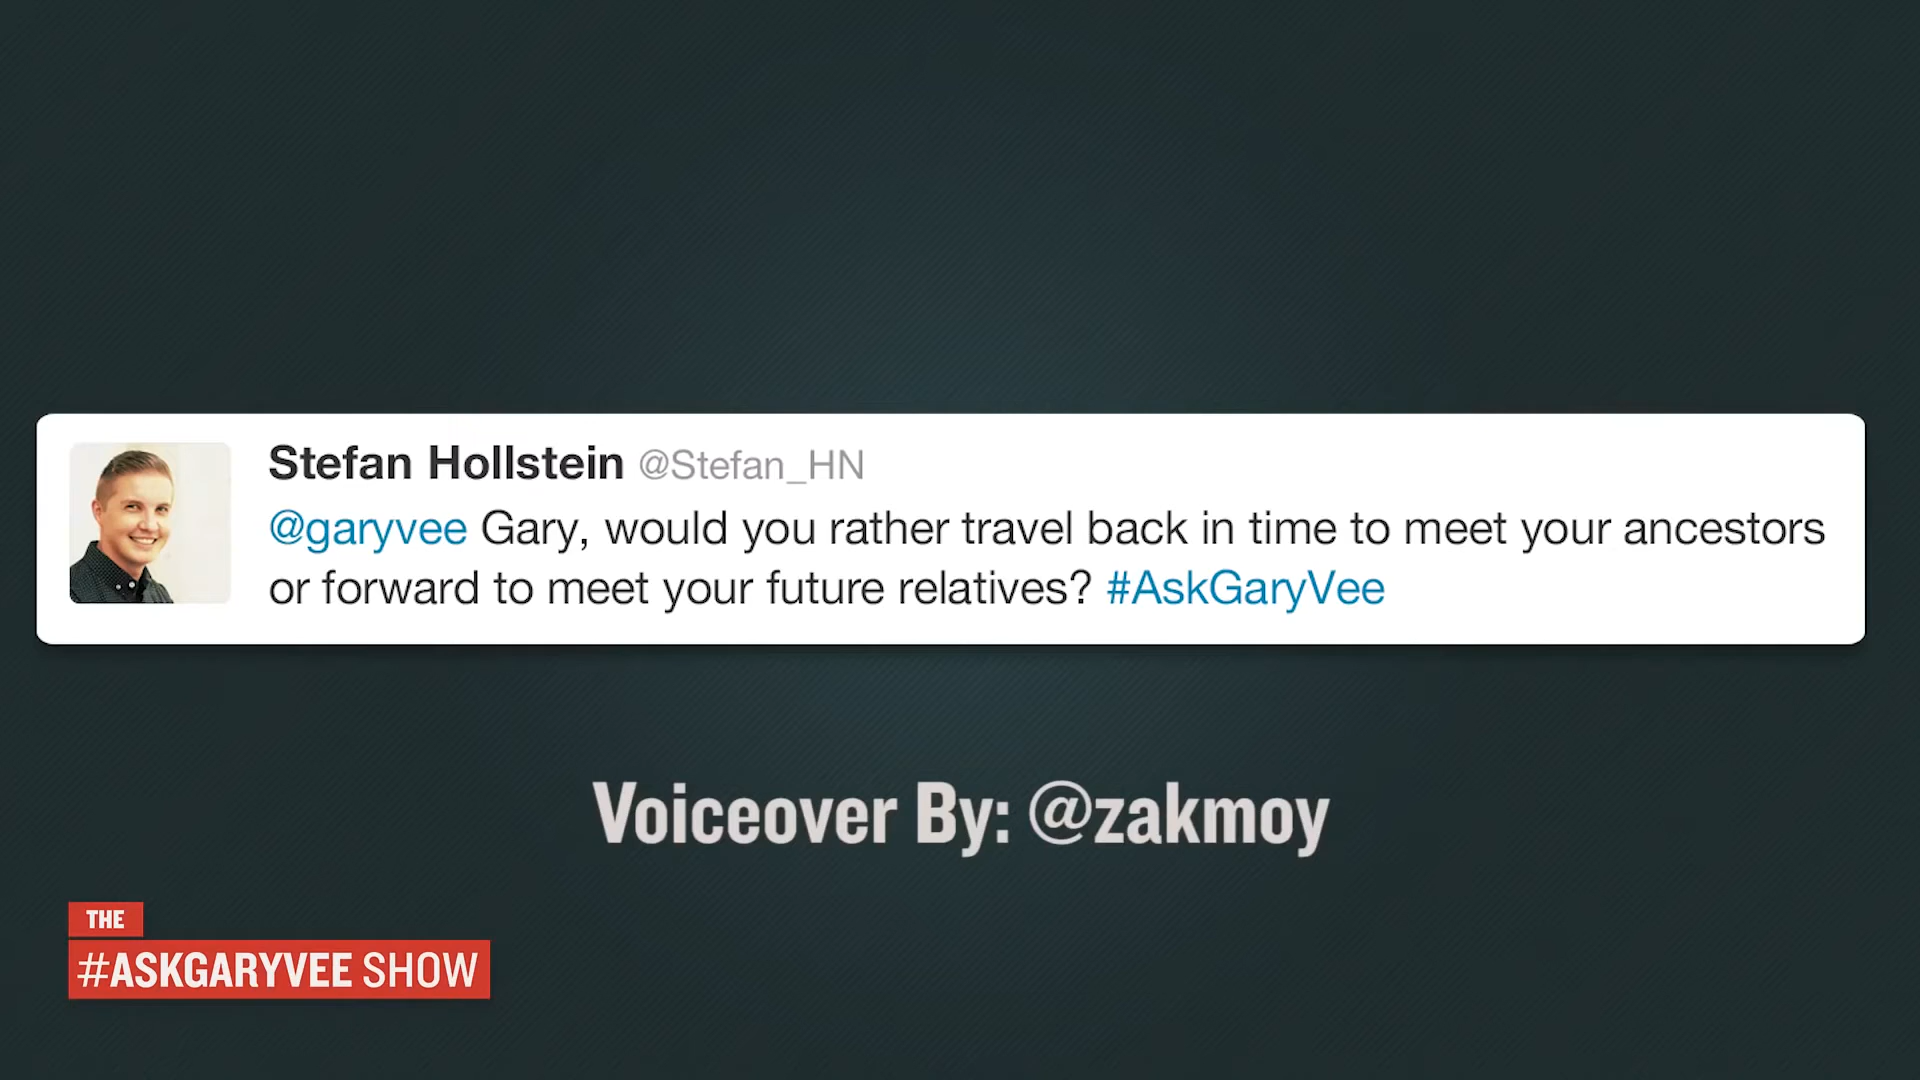 Stefan Hollstein @Stefan_HN
@garyvee Gary, would you rather travel back in time to meet your ancestors
or forward to meet your future relatives? #AskGaryVee
Voiceover By: @zakmoy
THE
#ASKGARYVEE SHOW